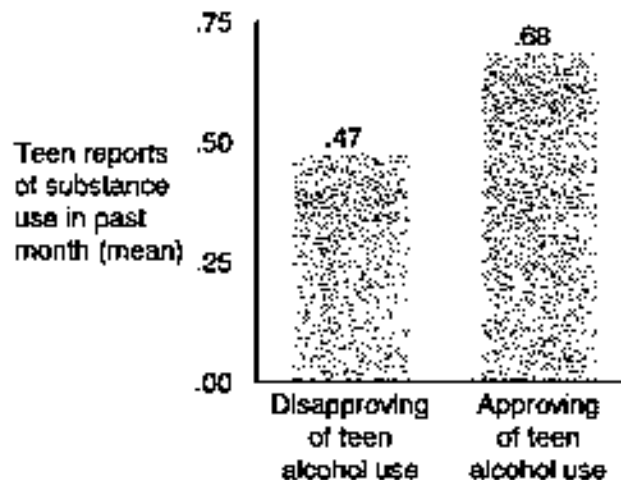 .75
.68
.50
.47
Teen reports
of substance
use in past
month (mean)
.25
.00
Disapproving
of teen
alcohol use
Approving
of teen
alcohol use